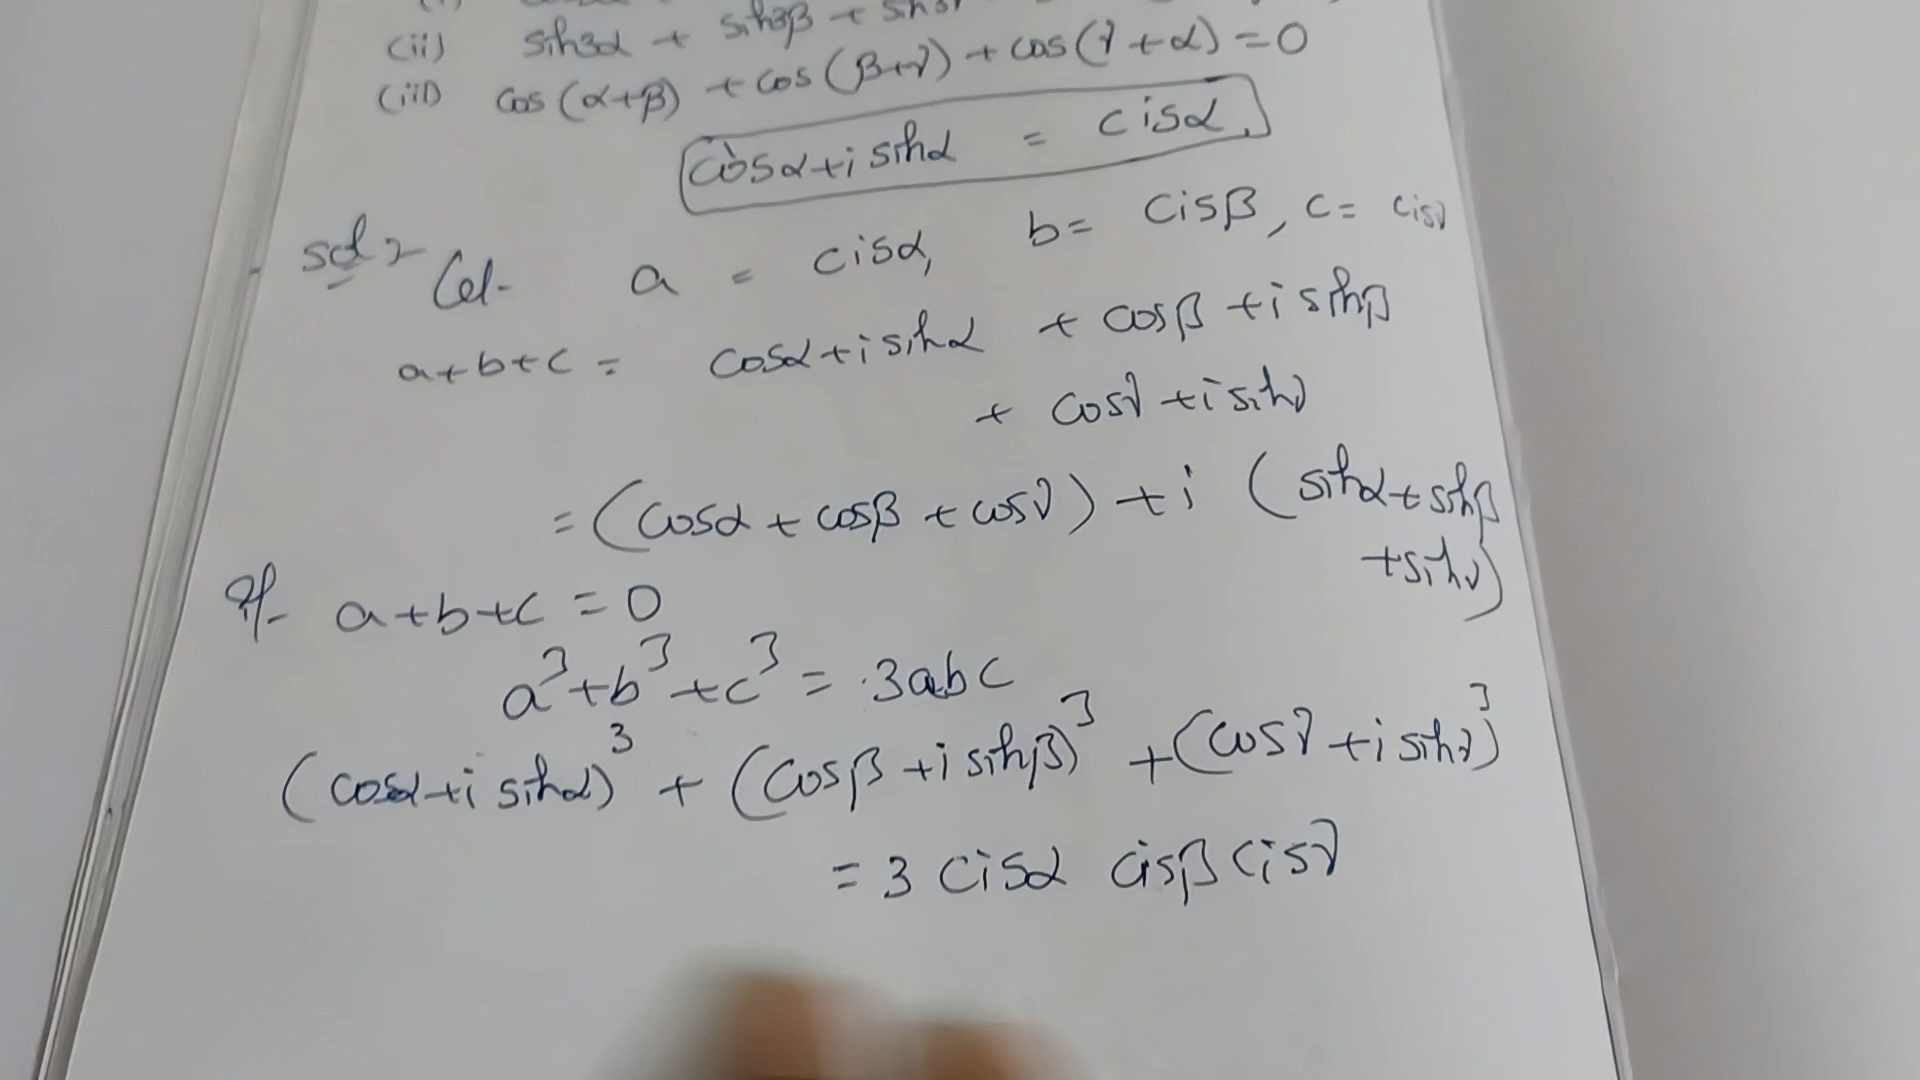 (ii) sin3α + sin3β + sin3γ
(iii) cos(α+β) + cos(β+γ) + cos(γ+α) = 0
cosα+i sinα = cisα.
sol:- Let a = cisα, b = cisβ, c = cisγ
a+b+c = cosα+i sinα + cosβ +i sinβ
+ cosγ +i sinγ
= (cosα + cosβ + cosγ) + i (sinα + sinβ
+sinγ)
If a+b+c = 0
a³+b³+c³ = 3abc
(cosα+i sinα)³ + (cosβ +i sinβ)³ + (cosγ +i sinγ)³
= 3 cisα cisβ cisγ